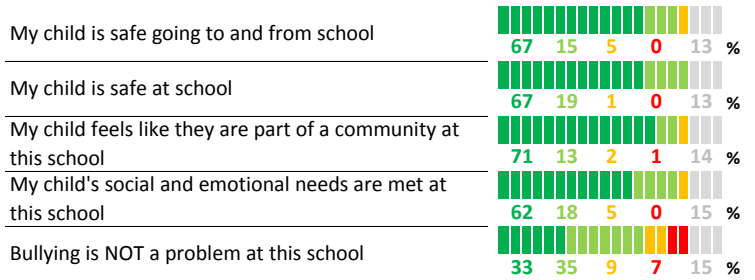 My child is safe going to and from school
67 15 5 0 13 %
My child is safe at school
67 19 1 0 13 %
My child feels like they are part of a community at
this school
71 13 2 1 14 %
My child's social and emotional needs are met at
this school
62 18 5 0 15 %
Bullying is NOT a problem at this school
33 35 9 7 15 %